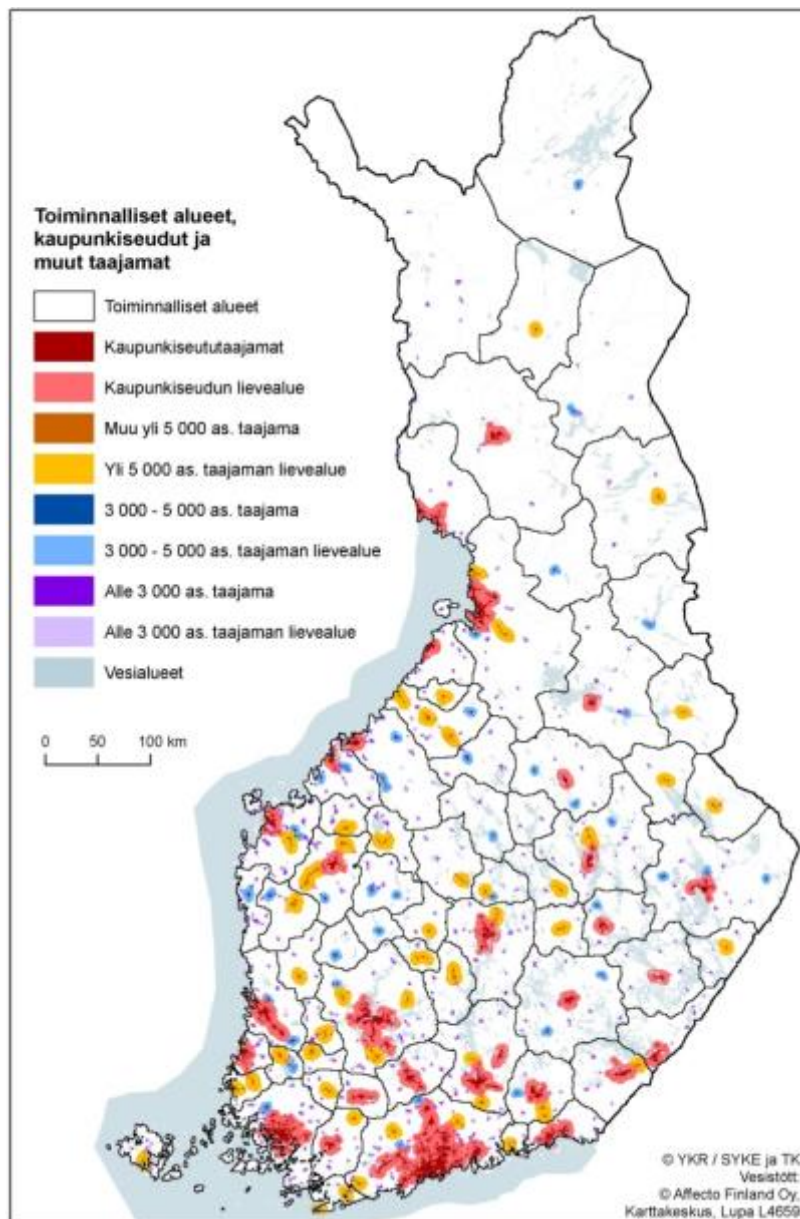 Toiminnalliset alueet,
kaupunkiseudut ja
muut taajamat
Toiminnalliset alueet
Kaupunkiseututaajamat
Kaupunkiseudun lievealue
Muu yli 5 000 as. taajama
Yli 5 000 as. taajaman lievealue
3 000 - 5 000 as. taajama
3 000 - 5 000 as. taajaman lievealue
Alle 3 000 as. taajama
Alle 3 000 as. taajaman lievealue
Vesialueet
0 50 100 km
© YKR / SYKE ja TK
Vesistöt:
© Affecto Finland Oy,
Karttakeskus, Lupa L4659